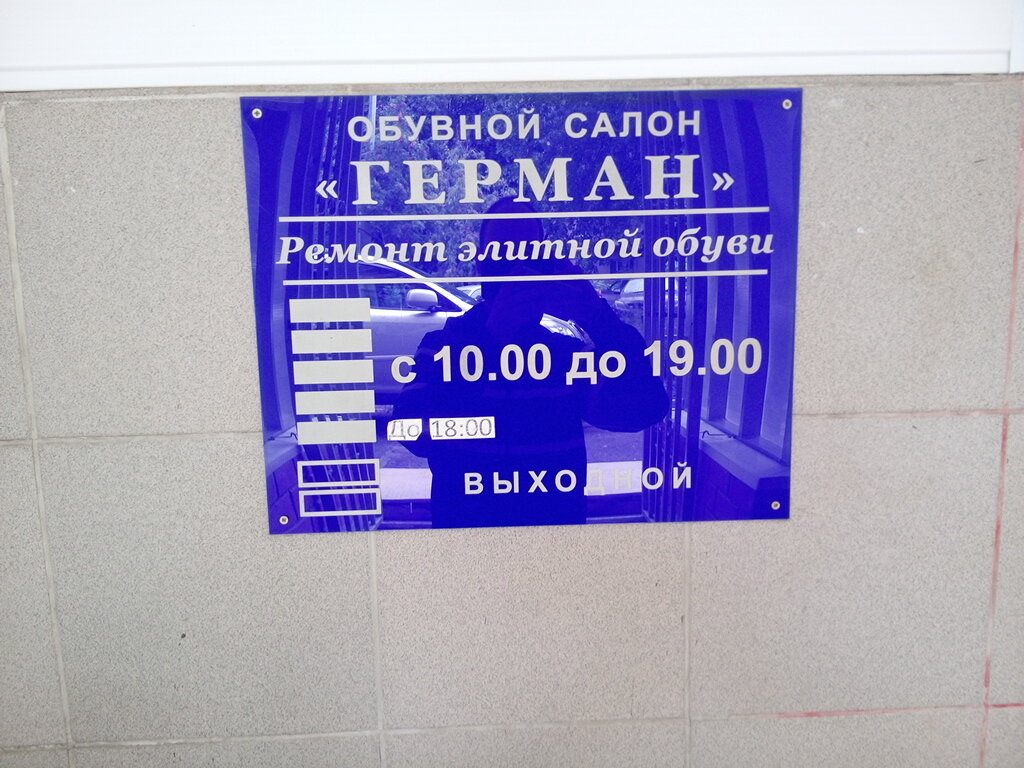 ОБУВНОЙ САЛОН
«ГЕРМАН»
Ремонт элитной обуви
с 10.00 до 19.00
До 18:00
ВЫХОДНОЙ